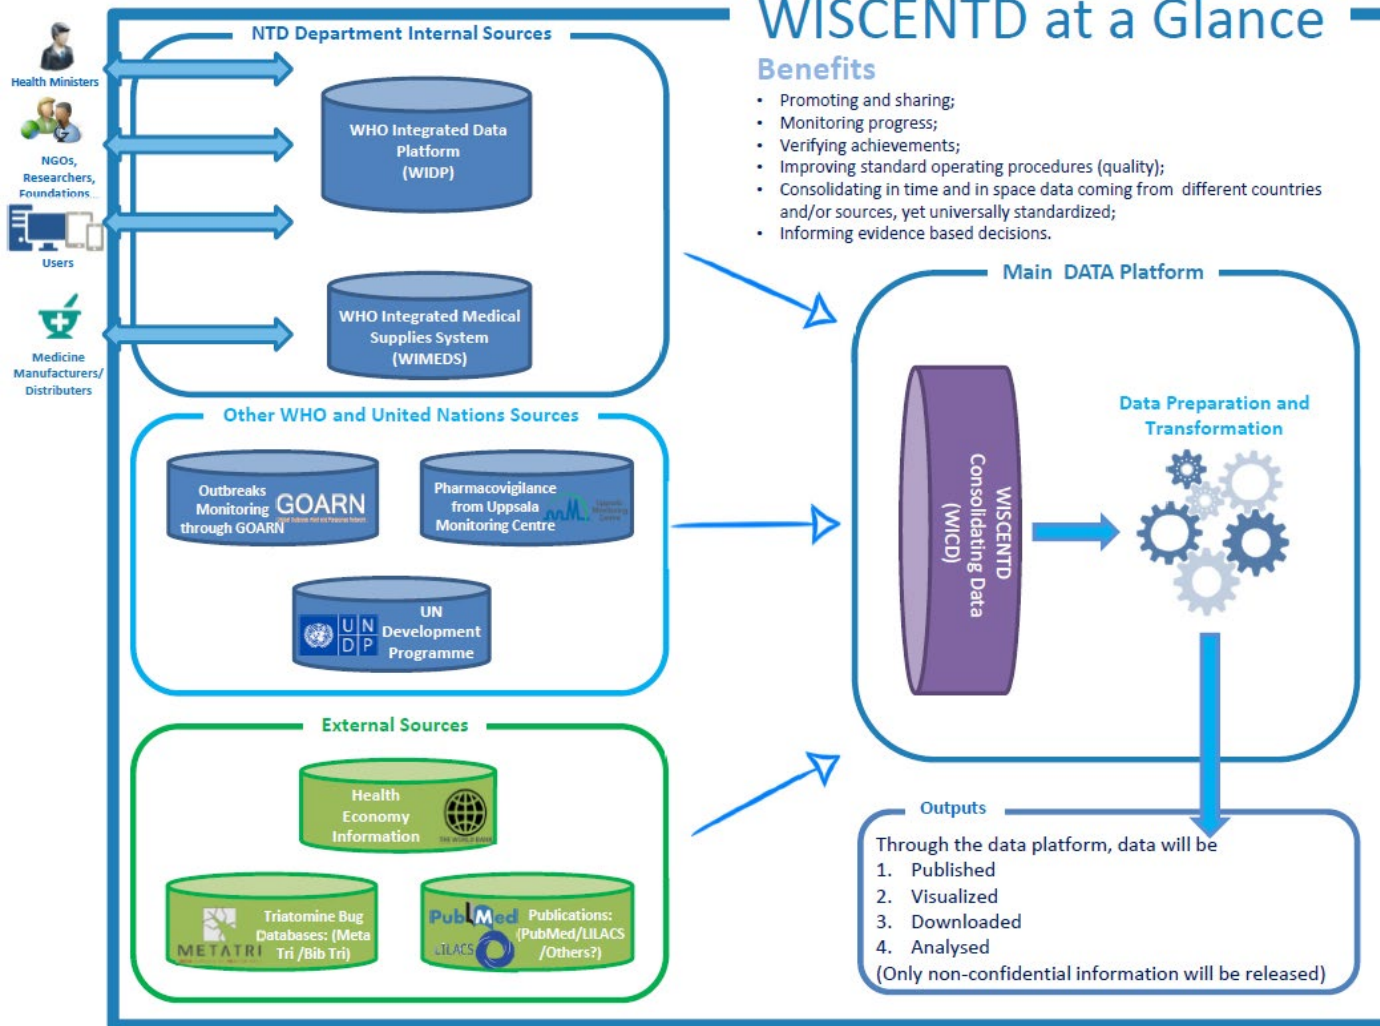 WISCENTD at a Glance
Benefits
• Promoting and sharing;
• Monitoring progress;
• Verifying achievements;
• Improving standard operating procedures (quality);
• Consolidating in time and in space data coming from different countries
and/or sources, yet universally standardized;
• Informing evidence based decisions.
Health Ministers
NGOs,
Researchers,
Foundations...
Users
Medicine
Manufacturers/
Distributers
NTD Department Internal Sources
WHO Integrated Data
Platform
(WIDP)
WHO Integrated Medical
Supplies System
(WIMEDS)
Other WHO and United Nations Sources
Outbreaks
Monitoring
through GOARN
GOARN
Pharmacovigilance
from Uppsala
Monitoring Centre
Uppsala
Monitoring
Centre
U N
D P
UN
Development
Programme
External Sources
Health
Economy
Information
THE WORLD BANK
METATRI
Triatomine Bug
Databases: (Meta
Tri /Bib Tri)
PubMed
LILACS
Publications:
(PubMed/LILACS
/Others?)
Main DATA Platform
WISCENTD
Consolidating Data
(WICD)
Data Preparation and
Transformation
Outputs
Through the data platform, data will be
1. Published
2. Visualized
3. Downloaded
4. Analysed
(Only non-confidential information will be released)